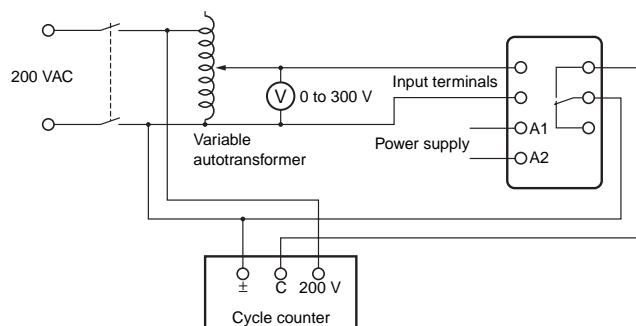 200 VAC
V
0 to 300 V
Input terminals
Variable
autotransformer
Power supply
A1
A2
± C 200 V
Cycle counter